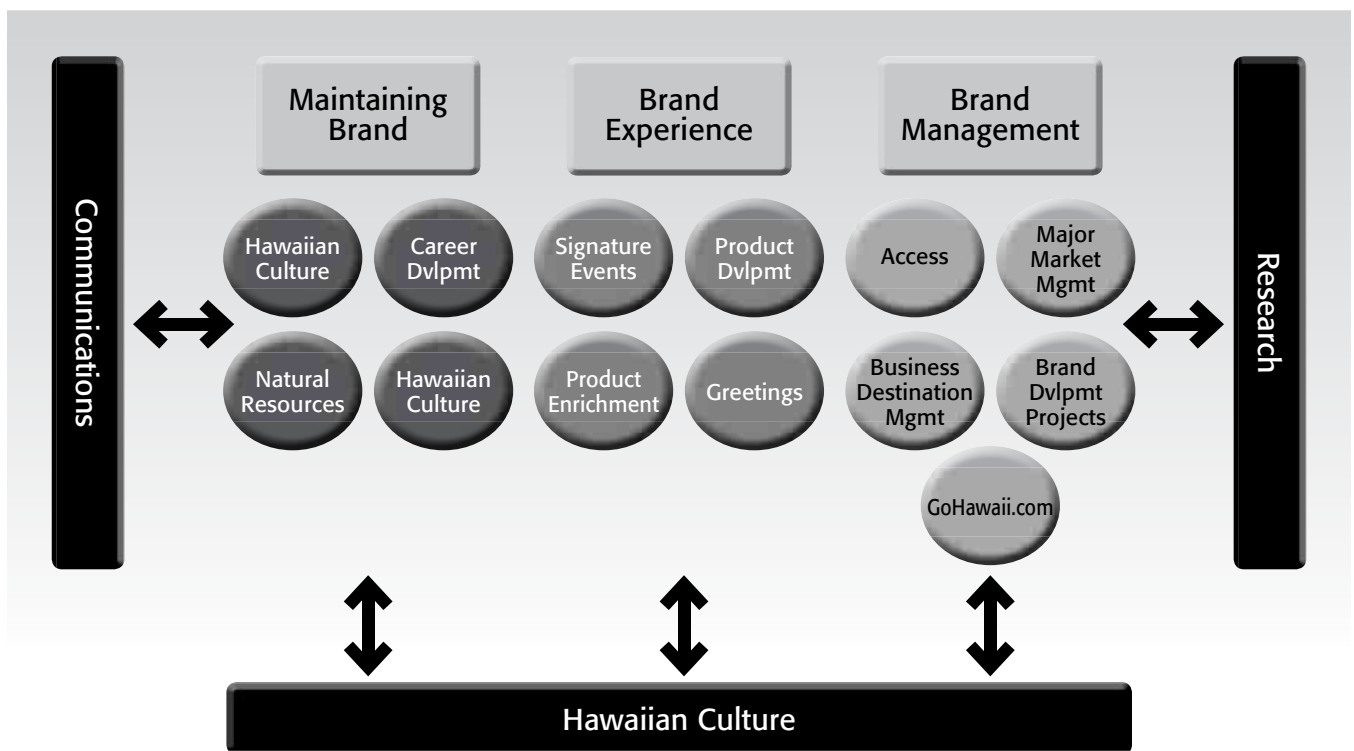 Communications
Maintaining
Brand
Hawaiian
Culture
Career
Dvlpmt
Natural
Resources
Hawaiian
Culture
Brand
Experience
Signature
Events
Product
Dvlpmt
Product
Enrichment
Greetings
Brand
Management
Access
Major
Market
Mgmt
Business
Destination
Mgmt
Brand
Dvlpmt
Projects
GoHawaii.com
Research
Hawaiian Culture